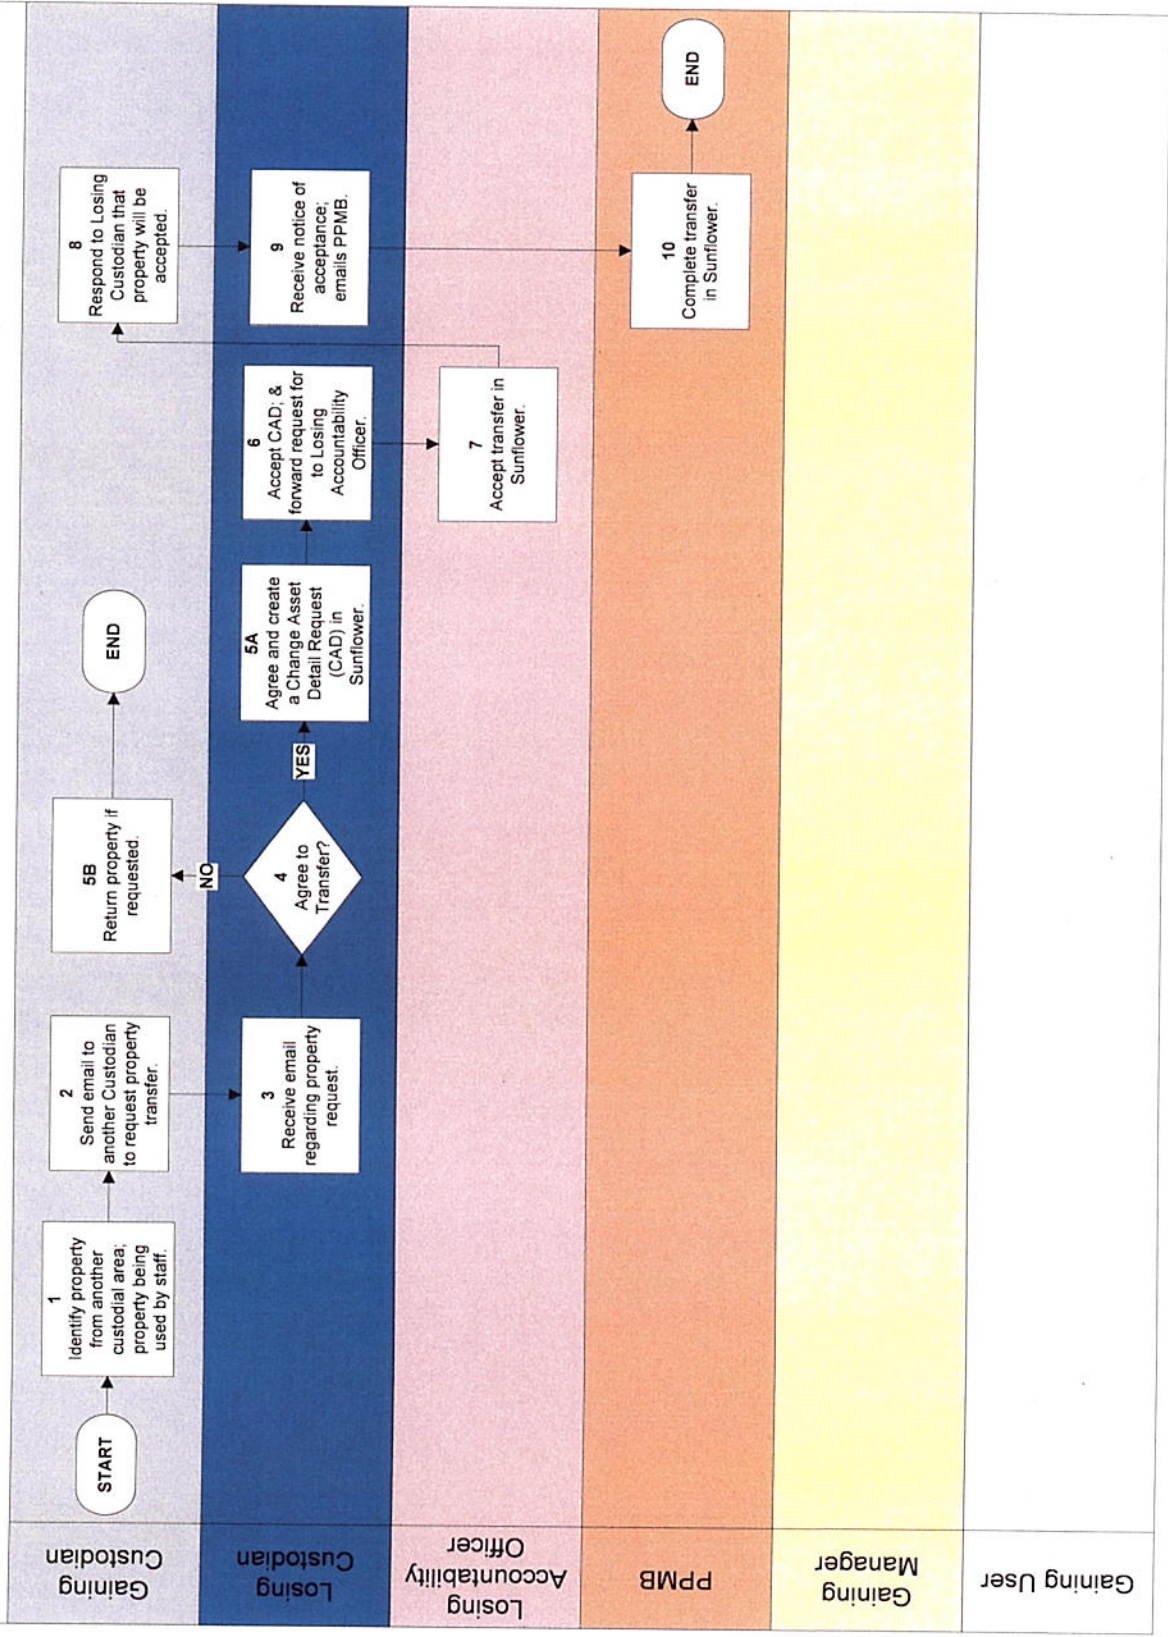 Gaining
Custodian
START
1
Identify property
from another
custodial area;
property being
used by staff.
2
Send email to
another Custodian
to request property
transfer.
5B
Return property if
requested.
END
8
Respond to Losing
Custodian that
property will be
accepted.
Losing
Custodian
3
Receive email
regarding property
request.
4
Agree to
Transfer?
NO
YES
5A
Agree and create
a Change Asset
Detail Request
(CAD) in
Sunflower.
6
Accept CAD; &
forward request for
to Losing
Accountability
Officer.
9
Receive notice of
acceptance;
emails PPMB.
Losing
Accountability
Officer
7
Accept transfer in
Sunflower.
PPMB
10
Complete transfer
in Sunflower.
END
Gaining
Manager
Gaining User